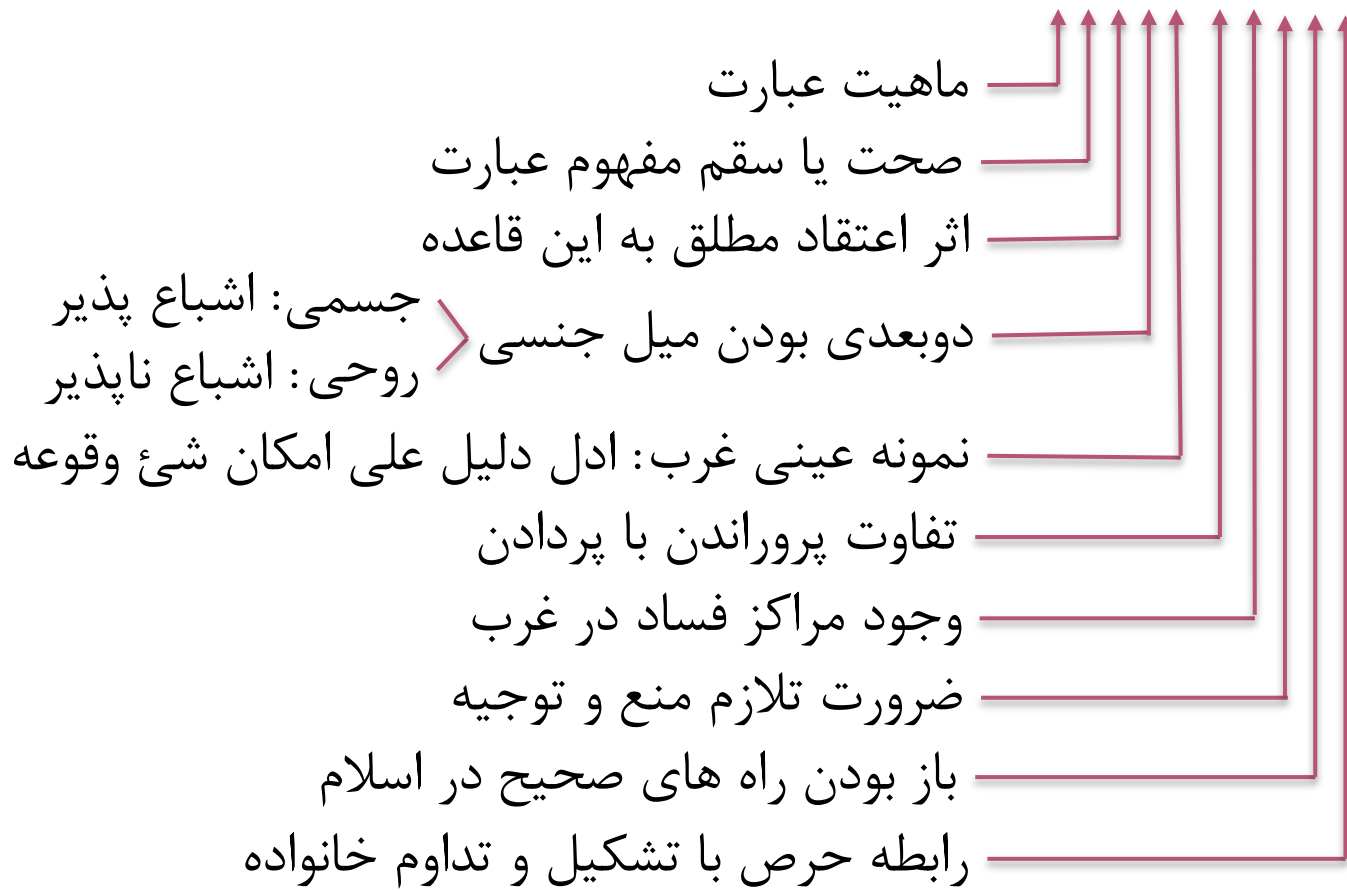 ماهیت عبارت
صحت یا سقم مفهوم عبارت
اثر اعتقاد مطلق به این قاعده
دوبعدی بودن میل جنسی
جسمی: اشباع پذیر
روحی: اشباع ناپذیر
نمونه عینی غرب: ادل دلیل علی امکان شئ وقوعه
تفاوت پروراندن با پردادن
وجود مراکز فساد در غرب
ضرورت تلازم منع و توجیه
باز بودن راه های صحیح در اسلام
رابطه حرص با تشکیل و تداوم خانواده